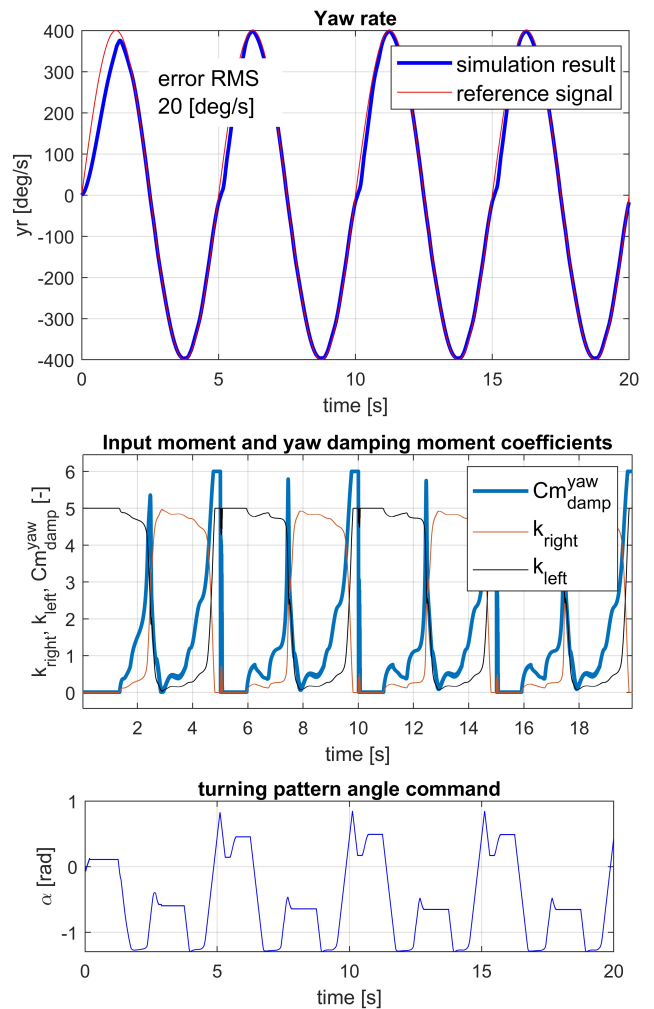 Yaw rate
400
300
200
100
0
-100
-200
-300
-400
yr [deg/s]
error RMS
20 [deg/s]
simulation result
reference signal
0 5 10 15 20
time [s]
Input moment and yaw damping moment coefficients
6
5
4
3
2
1
0
k_right, k_left, Cm^yaw_damp [-]
Cm^yaw_damp
k_right
k_left
2 4 6 8 10 12 14 16 18
time [s]
turning pattern angle command
1
0
-1
α [rad]
0 5 10 15 20
time [s]